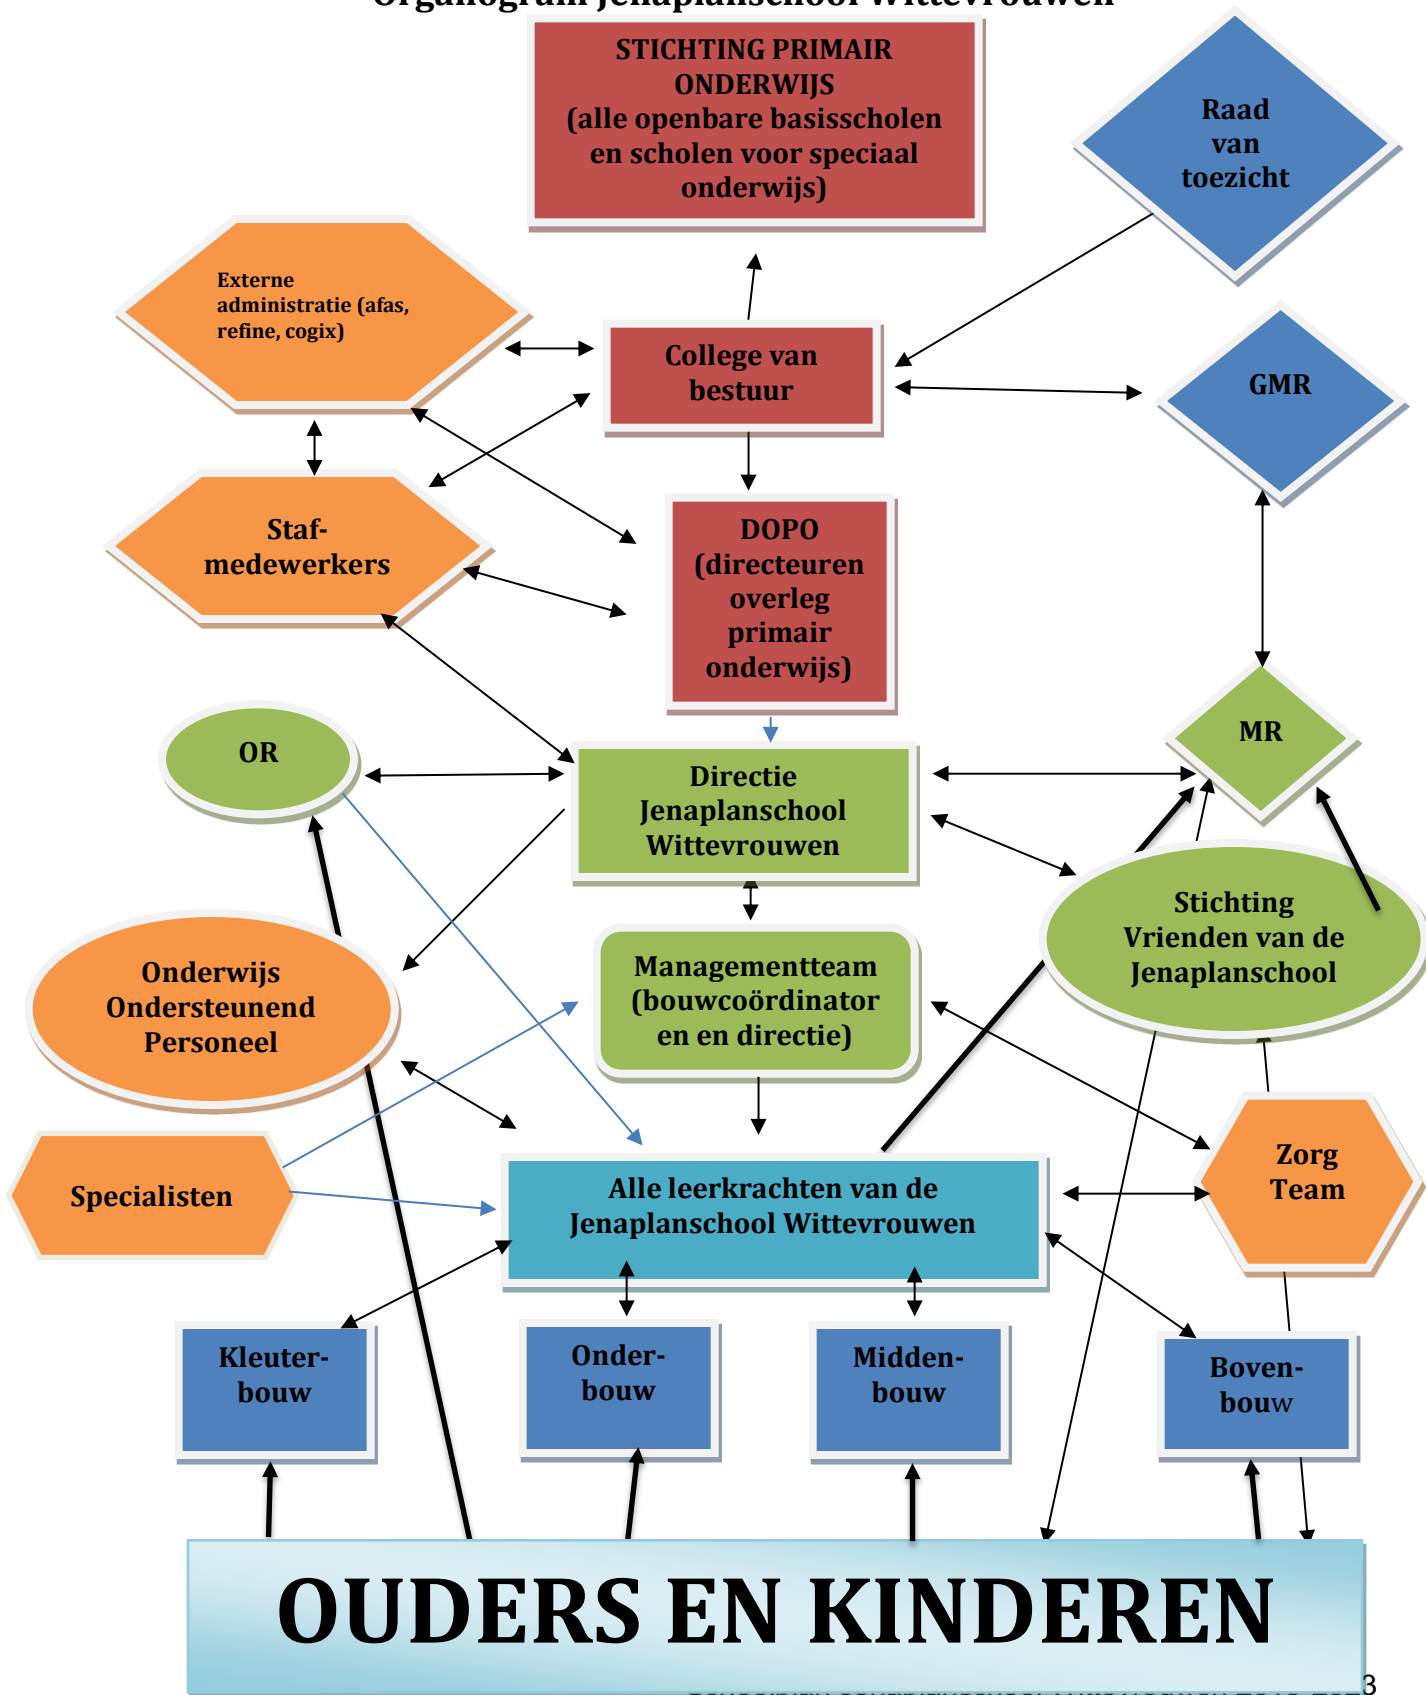 Organogram Jenaplanschool Wittevrouwen
STICHTING PRIMAIR
ONDERWIJS
(alle openbare basisscholen
en scholen voor speciaal
onderwijs)
Raad
van
toezicht
Externe
administratie (afas,
refine, cogix)
College van
bestuur
GMR
Staf-
medewerkers
DOPO
(directeuren
overleg
primair
onderwijs)
OR
Directie
Jenaplanschool
Wittevrouwen
MR
Stichting
Vrienden van de
Jenaplanschool
Onderwijs
Ondersteunend
Personeel
Managementteam
(bouwcoördinator
en en directie)
Specialisten
Alle leerkrachten van de
Jenaplanschool Wittevrouwen
Zorg
Team
Kleuter-
bouw
Onder-
bouw
Midden-
bouw
Boven-
bouw
OUDERS EN KINDEREN